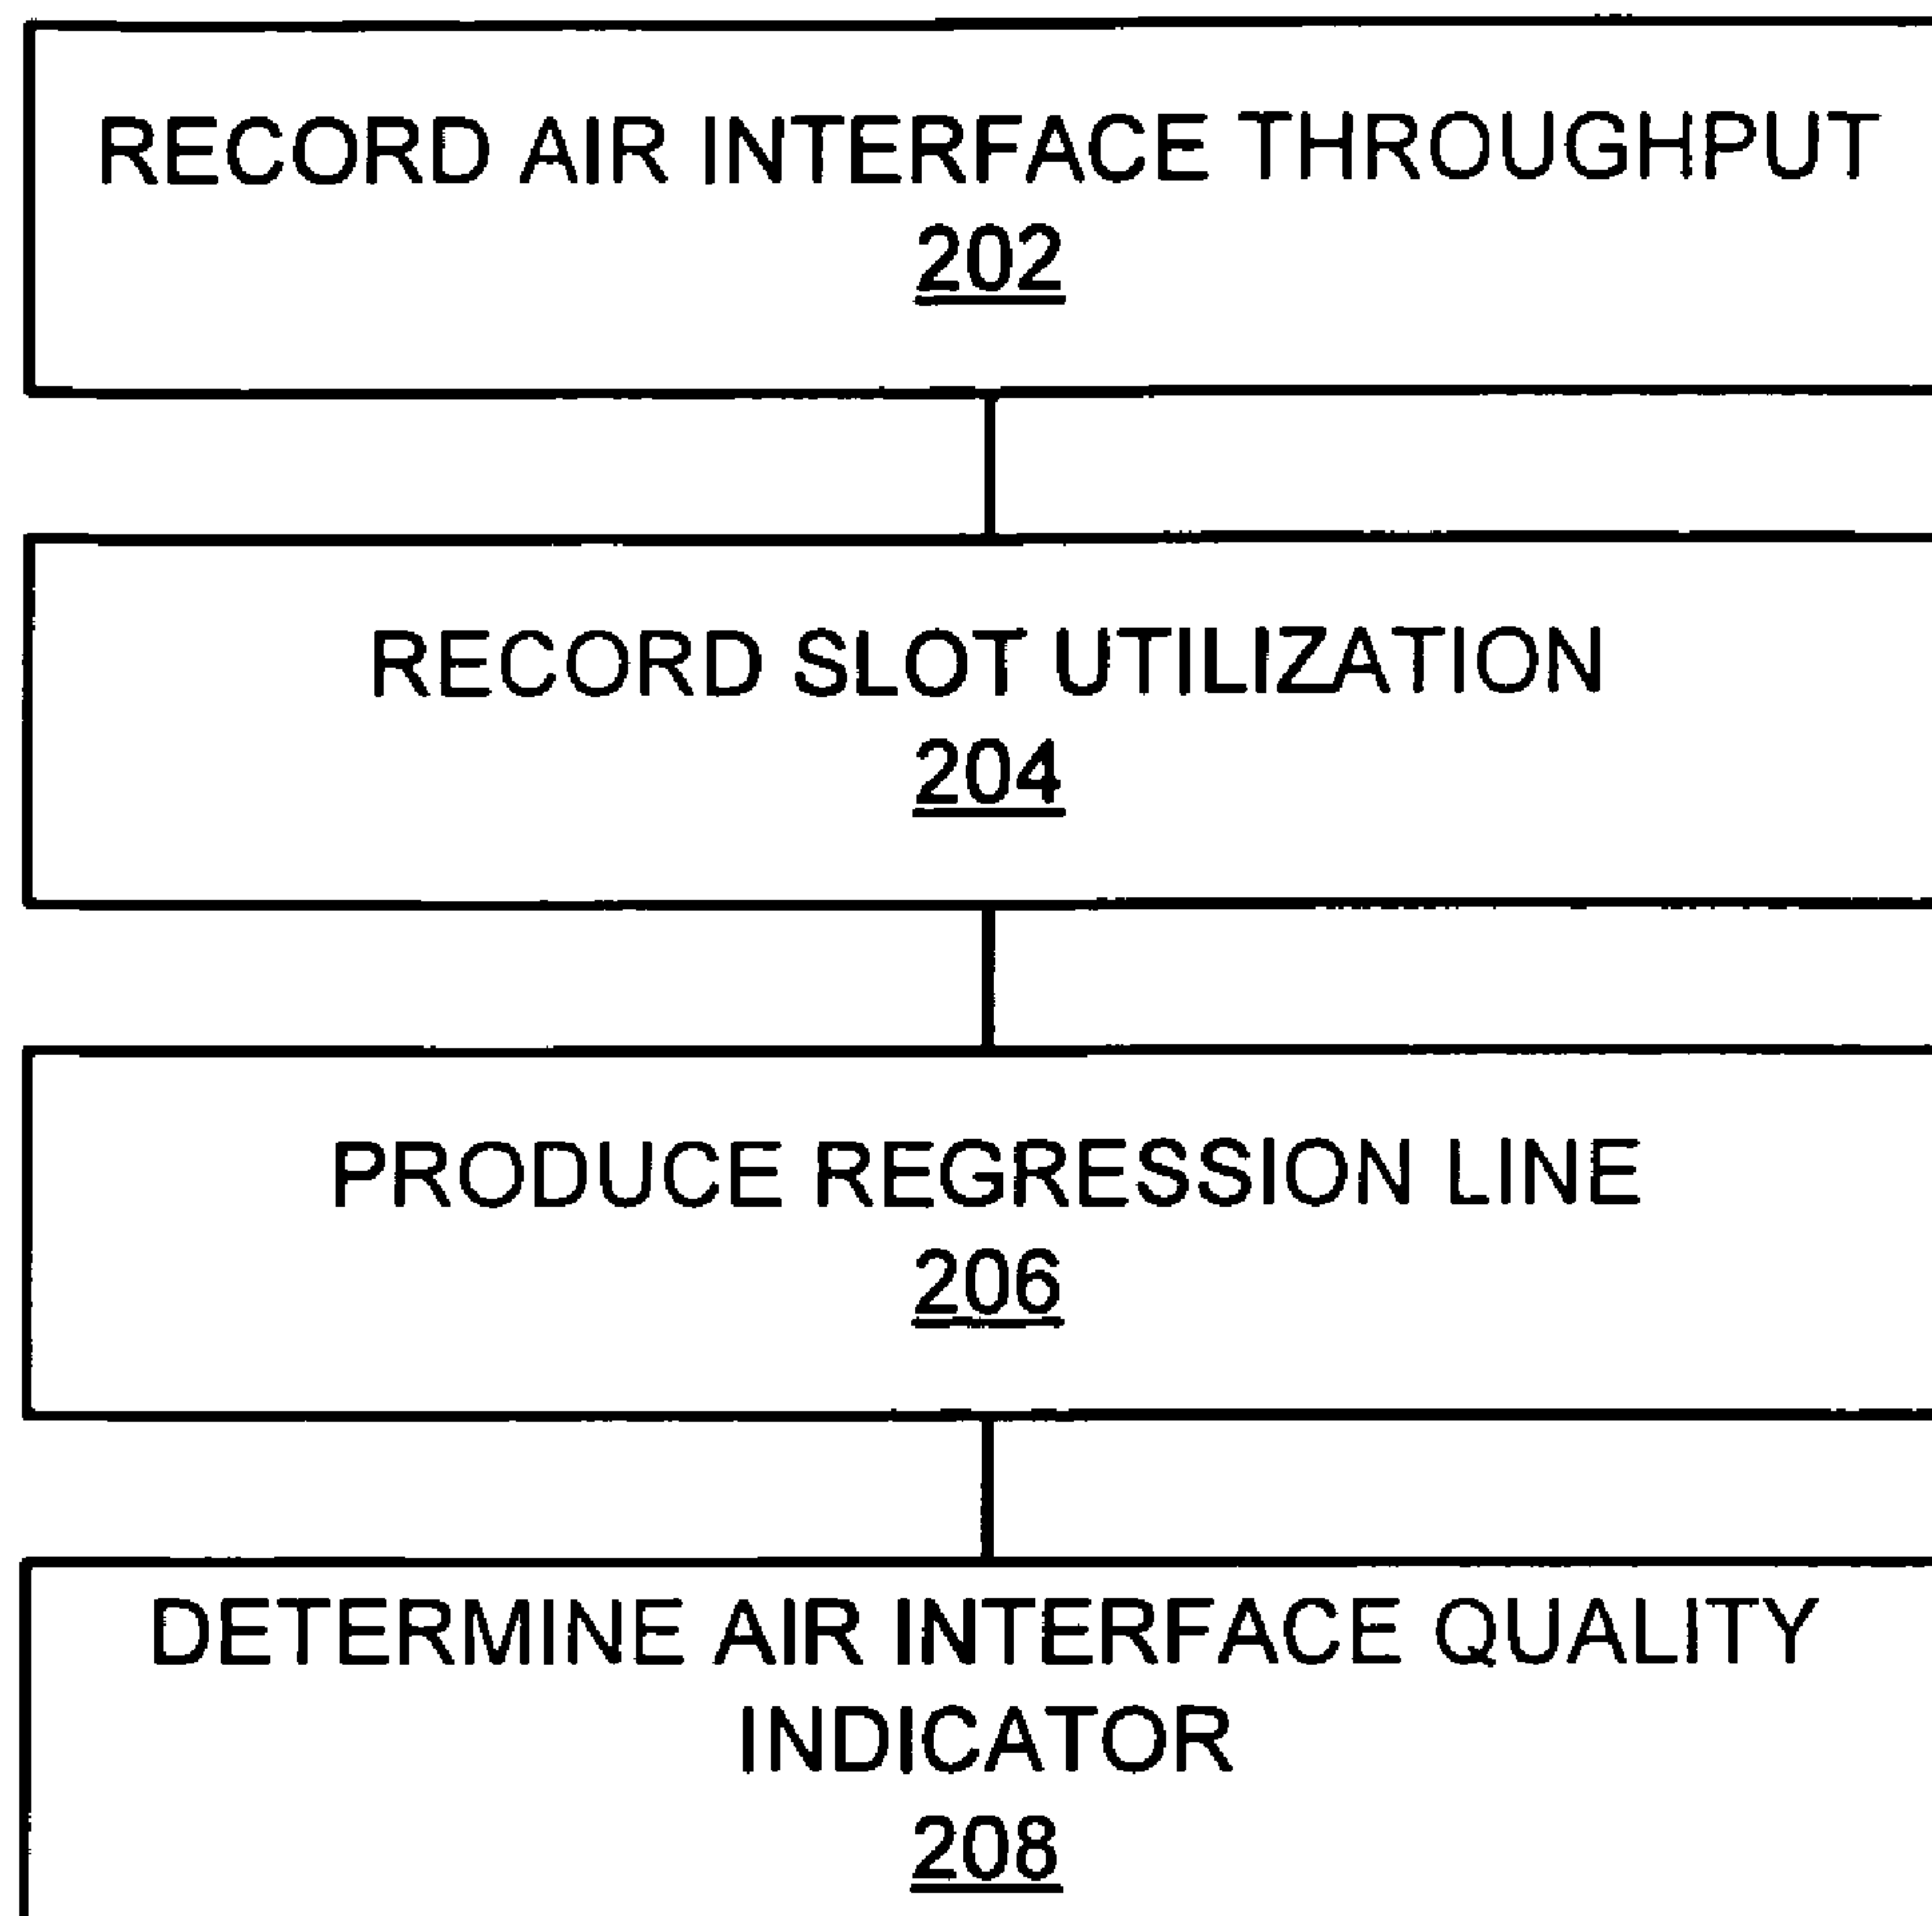 RECORD AIR INTERFACE THROUGHPUT
202
RECORD SLOT UTILIZATION
204
PRODUCE REGRESSION LINE
206
DETERMINE AIR INTERFACE QUALITY
INDICATOR
208